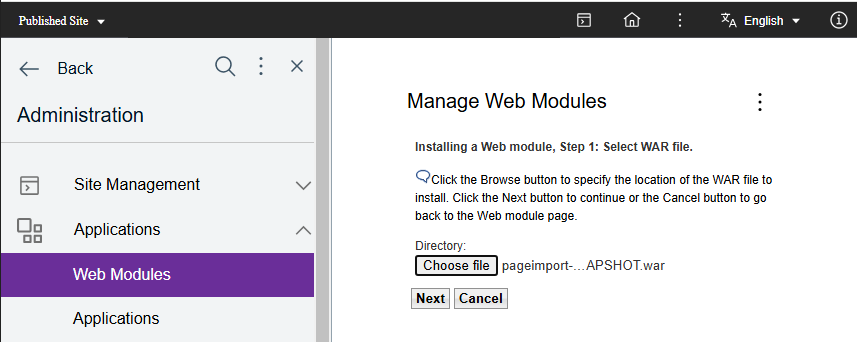 Published Site
English
Back
Administration
Site Management
Applications
Web Modules
Applications
Manage Web Modules
Installing a Web module, Step 1: Select WAR file.
Click the Browse button to specify the location of the WAR file to
install. Click the Next button to continue or the Cancel button to go
back to the Web module page.
Directory:
Choose file pageimport-...APSHOT.war
Next Cancel